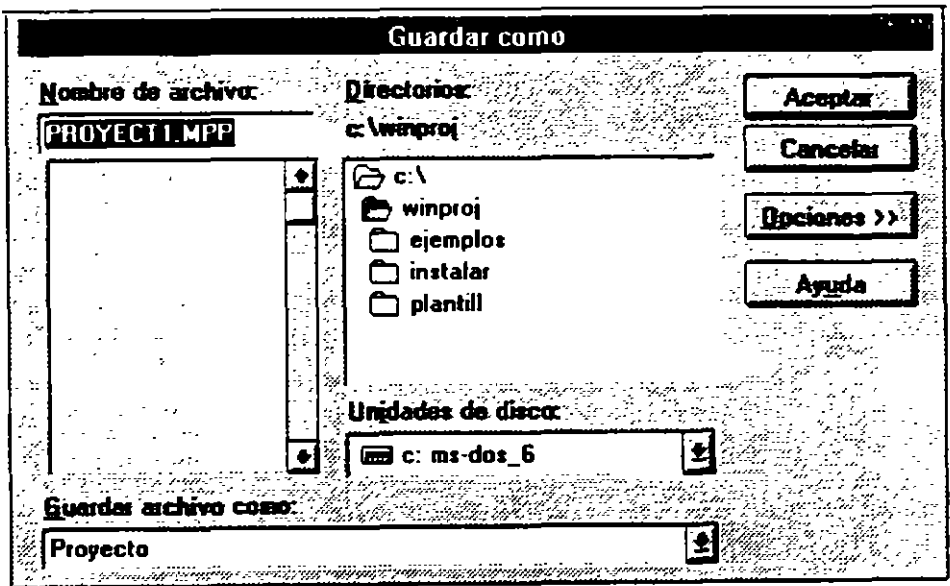 Guardar como
Nombre de archivo:
PROYECT1.MPP
Directorios:
c:\winproj
c:\
winproj
ejemplos
instalar
plantill
Unidades de disco:
c: ms-dos_6
Guardar archivo como:
Proyecto
Aceptar
Cancelar
Opciones >>
Ayuda